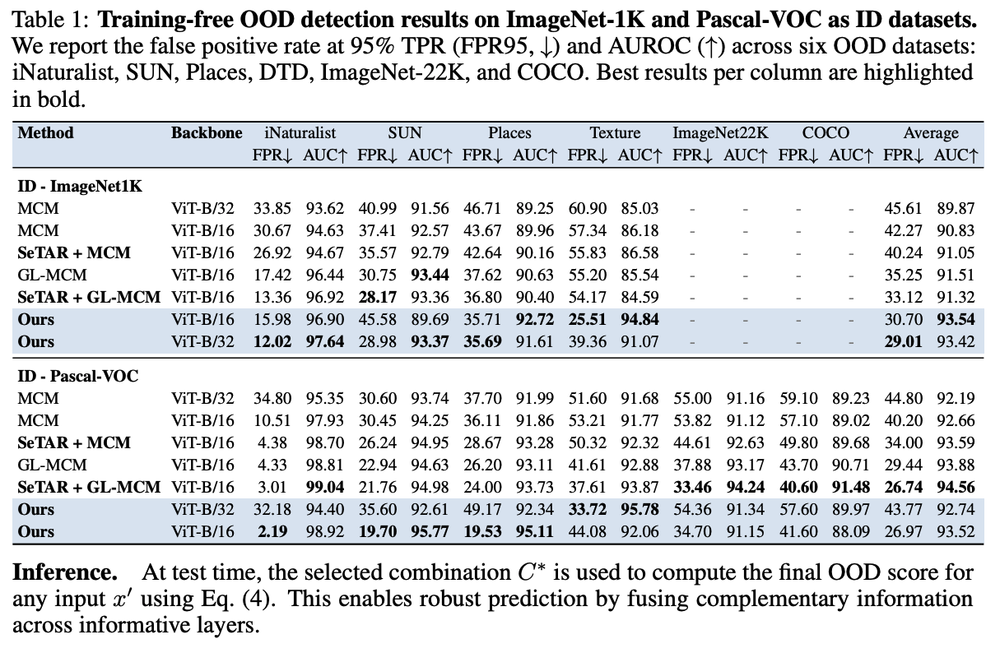 Table 1: Training-free OOD detection results on ImageNet-1K and Pascal-VOC as ID datasets.
We report the false positive rate at 95% TPR (FPR95, ↓) and AUROC (↑) across six OOD datasets:
iNaturalist, SUN, Places, DTD, ImageNet-22K, and COCO. Best results per column are highlighted
in bold.
Method Backbone iNaturalist SUN Places Texture ImageNet22K COCO Average
FPR↓ AUC↑ FPR↓ AUC↑ FPR↓ AUC↑ FPR↓ AUC↑ FPR↓ AUC↑ FPR↓ AUC↑ FPR↓ AUC↑
ID - ImageNet1K
MCM ViT-B/32 33.85 93.62 40.99 91.56 46.71 89.25 60.90 85.03 - - - - 45.61 89.87
MCM ViT-B/16 30.67 94.63 37.41 92.57 43.67 89.96 57.34 86.18 - - - - 42.27 90.83
SeTAR + MCM ViT-B/16 26.92 94.67 35.57 92.79 42.64 90.16 55.83 86.58 - - - - 40.24 91.05
GL-MCM ViT-B/16 17.42 96.44 30.75 93.44 37.62 90.63 55.20 85.54 - - - - 35.25 91.51
SeTAR + GL-MCM ViT-B/16 13.36 96.92 28.17 93.36 36.80 90.40 54.17 84.59 - - - - 33.12 91.32
Ours ViT-B/16 15.98 96.90 45.58 89.69 35.71 92.72 25.51 94.84 - - - - 30.70 93.54
Ours ViT-B/32 12.02 97.64 28.98 93.37 35.69 91.61 39.36 91.07 - - - - 29.01 93.42
ID - Pascal-VOC
MCM ViT-B/32 34.80 95.35 30.60 93.74 37.70 91.99 51.60 91.68 55.00 91.16 59.10 89.23 44.80 92.19
MCM ViT-B/16 10.51 97.93 30.45 94.25 36.11 91.86 53.21 91.77 53.82 91.12 57.10 89.02 40.20 92.66
SeTAR + MCM ViT-B/16 4.38 98.70 26.24 94.95 28.67 93.28 50.32 92.32 44.61 92.63 49.80 89.68 34.00 93.59
GL-MCM ViT-B/16 4.33 98.81 22.94 94.63 26.20 93.11 41.61 92.88 37.88 93.17 43.70 90.71 29.44 93.88
SeTAR + GL-MCM ViT-B/16 3.01 99.04 21.76 94.98 24.00 93.73 37.61 93.87 33.46 94.24 40.60 91.48 26.74 94.56
Ours ViT-B/32 32.18 94.40 35.60 92.61 49.17 92.34 33.72 95.78 54.36 91.34 57.60 89.97 43.77 92.74
Ours ViT-B/16 2.19 98.92 19.70 95.77 19.53 95.11 44.08 92.06 34.70 91.15 41.60 88.09 26.97 93.52
Inference. At test time, the selected combination C* is used to compute the final OOD score for
any input x′ using Eq. (4). This enables robust prediction by fusing complementary information
across informative layers.